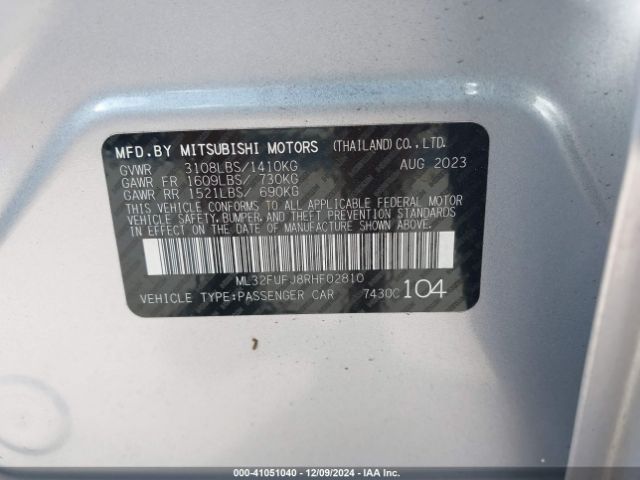 MFD.BY MITSUBISHI MOTORS (THAILAND)CO.,LTD.
GVWR 3108LBS/1410KG AUG 2023
GAWR FR 1609LBS/ 730KG
GAWR RR 1521LBS/ 690KG
THIS VEHICLE CONFORMS TO ALL APPLICABLE FEDERAL MOTOR
VEHICLE SAFETY,BUMPER,AND THEFT PREVENTION STANDARDS
IN EFFECT ON THE DATE OF MANUFACTURE SHOWN ABOVE.
ML32FUFJ8RHF02810
VEHICLE TYPE:PASSENGER CAR 7430C 104
000-41051040 • 12/09/2024 • IAA Inc.